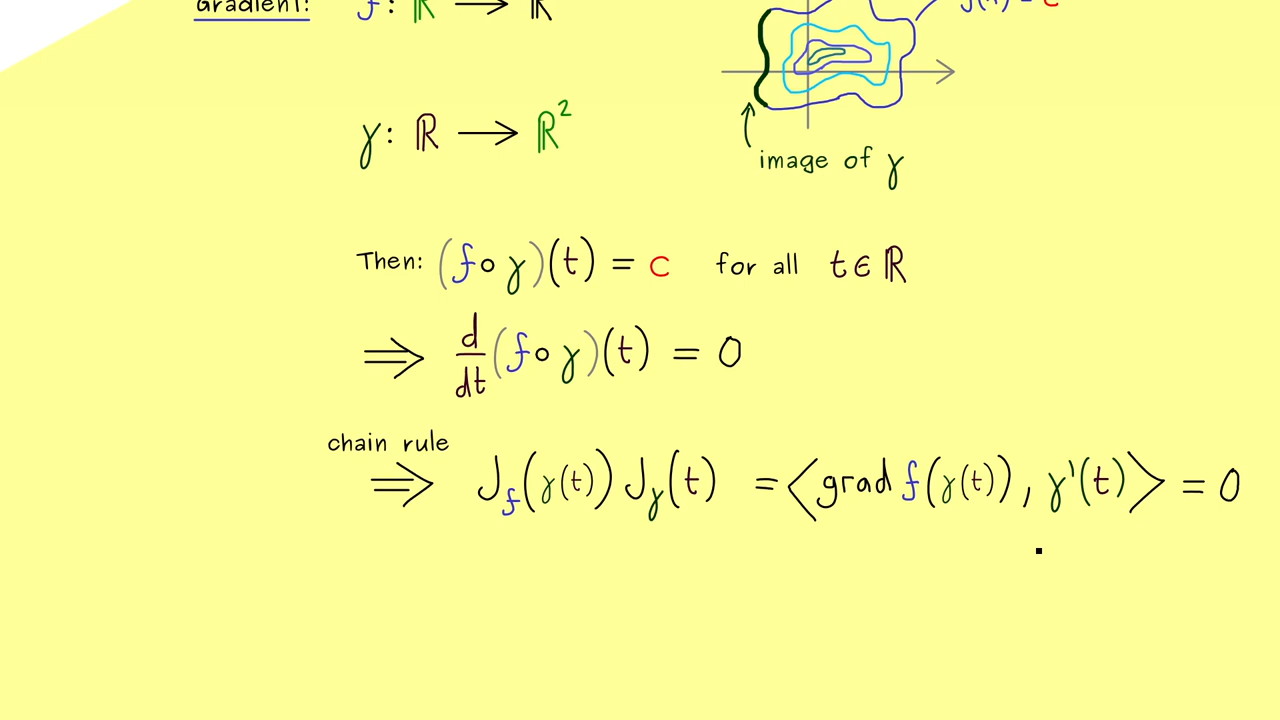 Gradient: f: ℝ ⟶ ℝ
γ: ℝ ⟶ ℝ²
image of γ
Then: (f∘γ)(t) = c for all t ∈ ℝ
⟹ d/dt (f∘γ)(t) = 0
chain rule
⟹ J_f(γ(t)) J_γ(t) = ⟨grad f(γ(t)), γ'(t)⟩ = 0